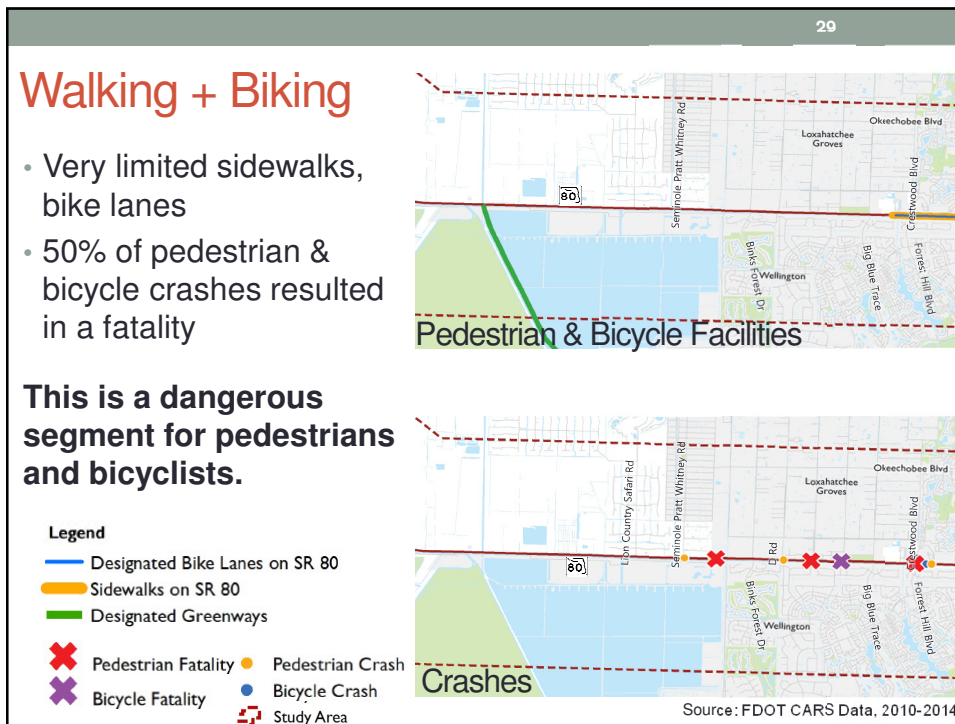 29
Walking + Biking
• Very limited sidewalks,
bike lanes
• 50% of pedestrian &
bicycle crashes resulted
in a fatality
This is a dangerous
segment for pedestrians
and bicyclists.
Legend
Designated Bike Lanes on SR 80
Sidewalks on SR 80
Designated Greenways
Pedestrian Fatality
Pedestrian Crash
Bicycle Fatality
Bicycle Crash
Study Area
Okeechobee Blvd
Loxahatchee
Groves
Seminole Pratt Whitney Rd
Crestwood Blvd
80
Binks Forest Dr
Wellington
Big Blue Trace
Forrest Hill Blvd
Pedestrian & Bicycle Facilities
Okeechobee Blvd
Loxahatchee
Groves
Lion Country Safari Rd
Seminole Pratt Whitney Rd
D Rd
Crestwood Blvd
80
Binks Forest Dr
Wellington
Big Blue Trace
Forrest Hill Blvd
Crashes
Source: FDOT CARS Data, 2010-2014